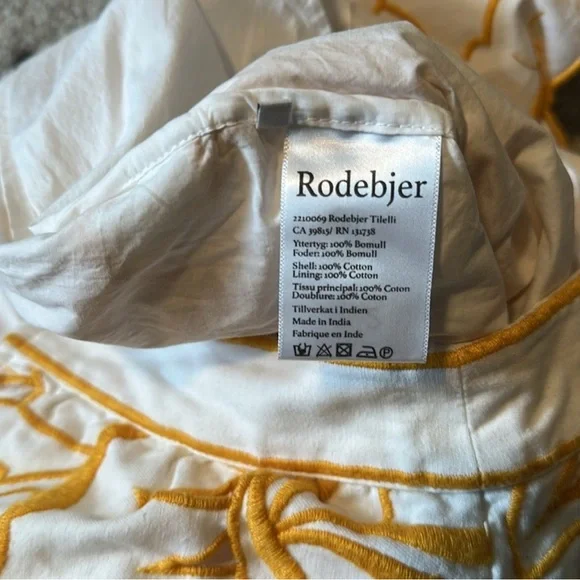 Rodebjer
2210069 Rodebjer Tilelli
CA 39815/ RN 131738
Yttertyg: 100% Bomull
Foder: 100% Bomull
Shell: 100% Cotton
Lining: 100% Cotton
Tissu principal: 100% Coton
Doublure: 100% Coton
Tillverkat i Indien
Made in India
Fabrique en Inde